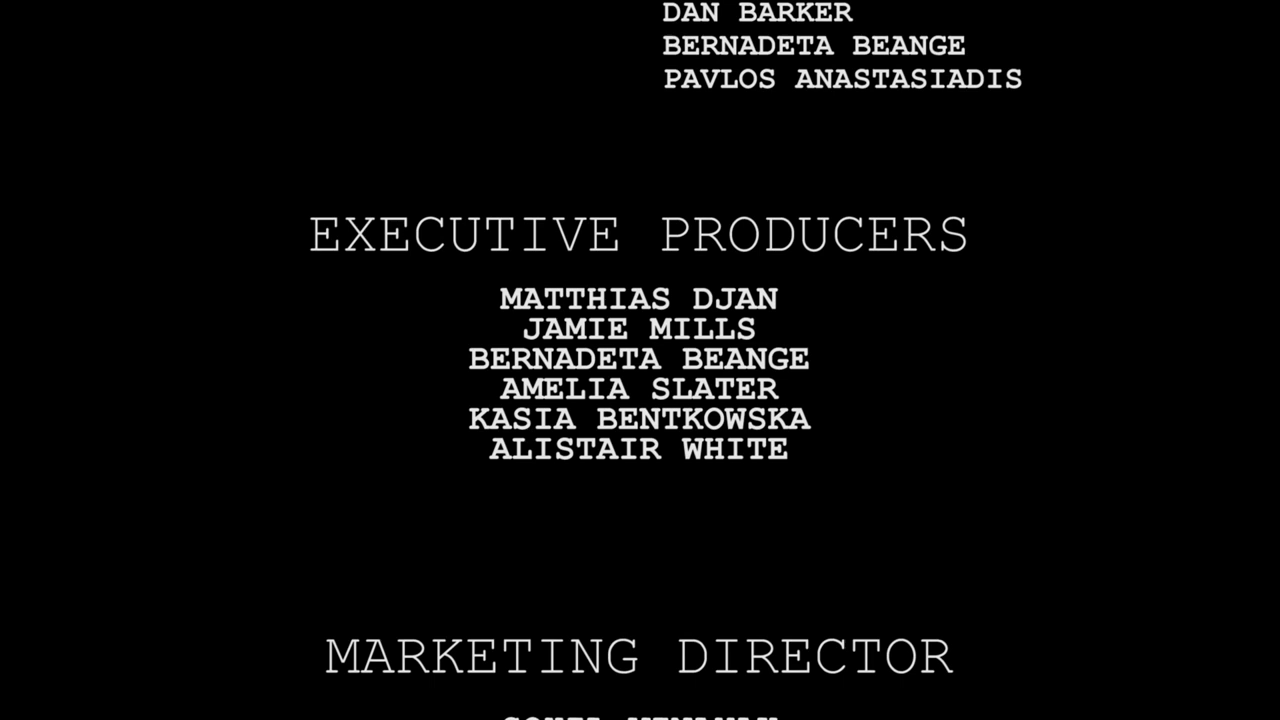 DAN BARKER
BERNADETA BEANGE
PAVLOS ANASTASIADIS
EXECUTIVE PRODUCERS
MATTHIAS DJAN
JAMIE MILLS
BERNADETA BEANGE
AMELIA SLATER
KASIA BENTKOWSKA
ALISTAIR WHITE
MARKETING DIRECTOR